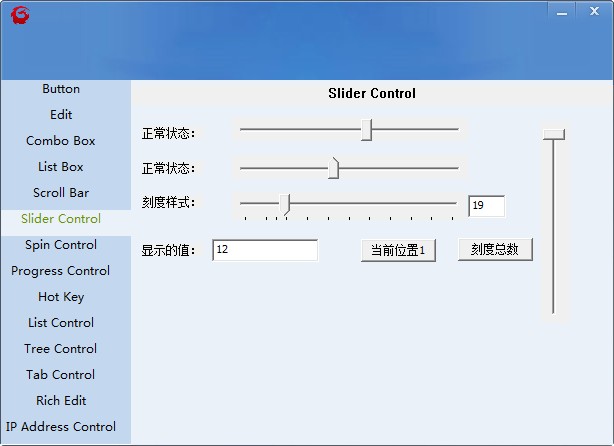 Slider Control
Button
Edit
Combo Box
List Box
Scroll Bar
Slider Control
Spin Control
Progress Control
Hot Key
List Control
Tree Control
Tab Control
Rich Edit
IP Address Control
正常状态：
正常状态：
刻度样式：
19
显示的值：
12
当前位置1
刻度总数